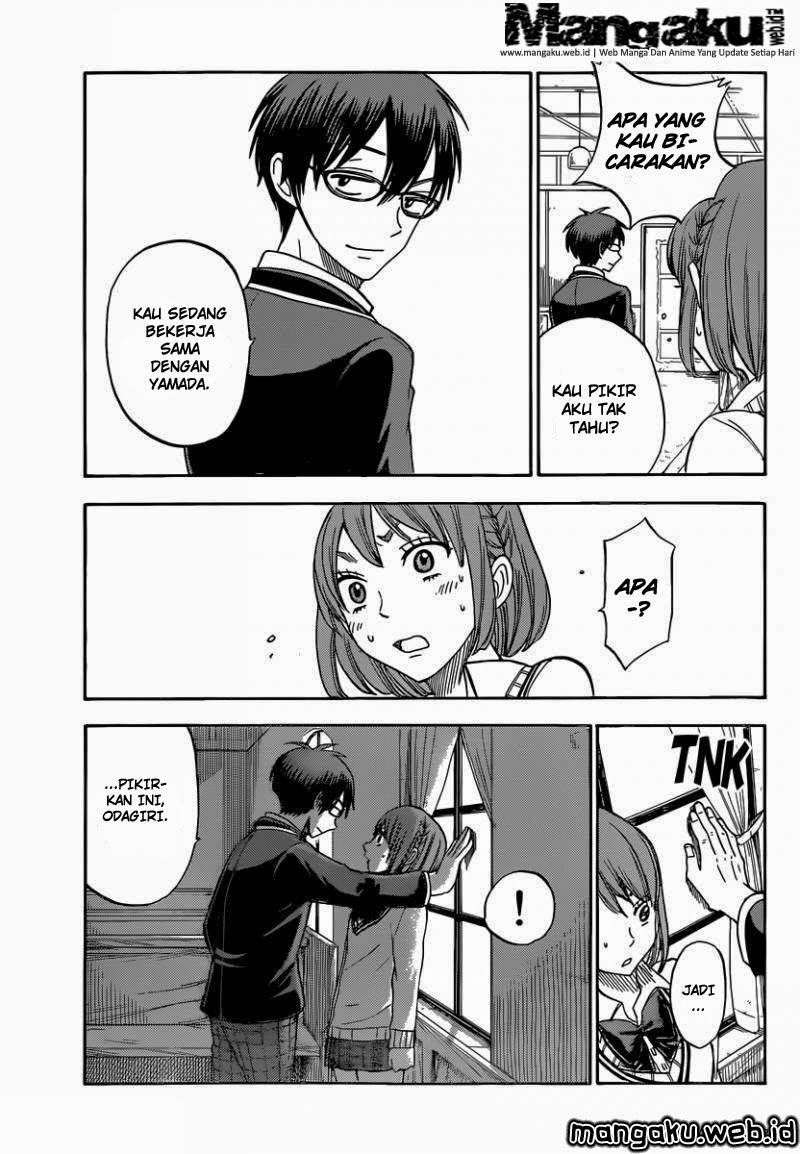 Mangaku
web.id™
www.mangaku.web.id | Web Manga Dan Anime Yang Update Setiap Hari
APA YANG
KAU BI-
CARAKAN?
KAU PIKIR
AKU TAK
TAHU?
KAU SEDANG
BEKERJA
SAMA
DENGAN
YAMADA.
APA
-?
TNK
JADI
...
!
...PIKIR-
KAN INI,
ODAGIRI.
mangaku.web.id